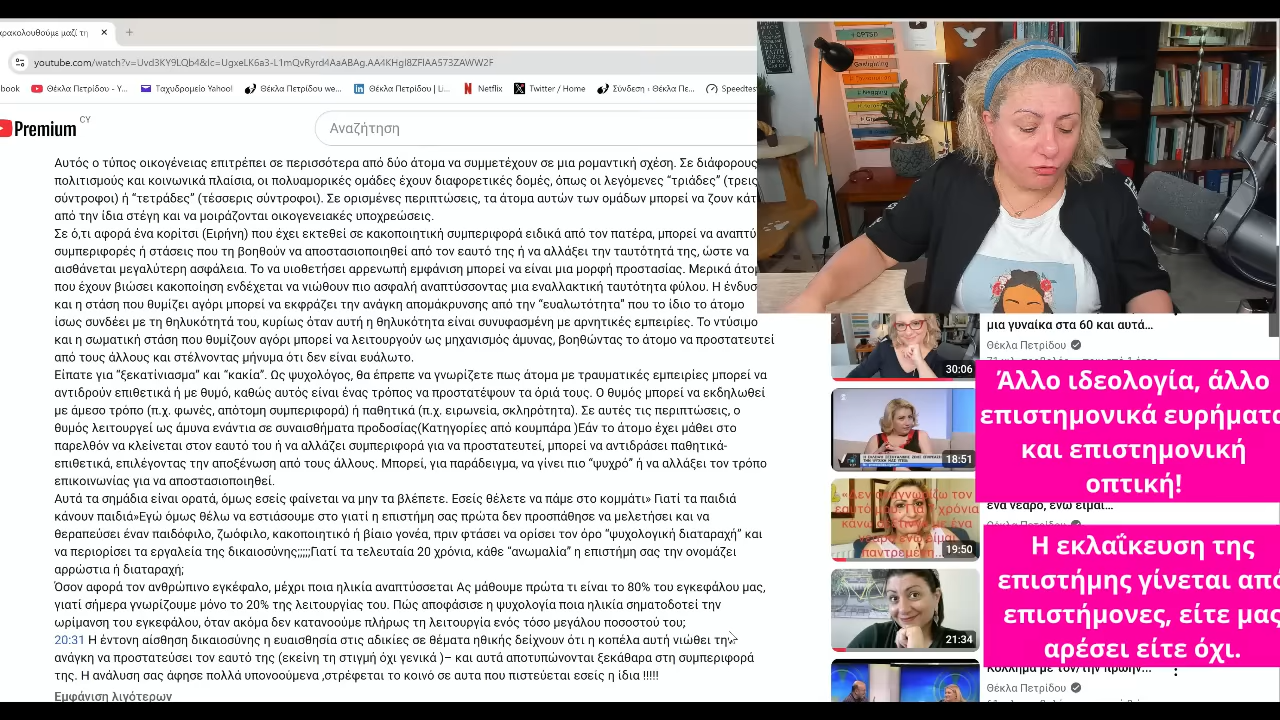 αρακολουθούμε μαζί τη
youtube.com/watch?v=
book
Θέκλα Πετρίδου - Y...
Ταχυδρομείο Yahoo!
Θέκλα Πετρίδου we...
Θέκλα Πετρίδου | U...
Netflix
Twitter / Home
Σύνδεση ‹ Θέκλα Πε...
Speedtes
Premium CY
Αναζήτηση
Αυτός ο τύπος οικογένειας επιτρέπει σε περισσότερα από δύο άτομα να συμμετέχουν σε μια ρομαντική σχέση. Σε διάφορους
πολιτισμούς και κοινωνικά πλαίσια, οι πολυαμορικές ομάδες έχουν διαφορετικές δομές, όπως οι λεγόμενες “τριάδες” (τρεις
σύντροφοι) ή “τετράδες” (τέσσερις σύντροφοι). Σε ορισμένες περιπτώσεις, τα άτομα αυτών των ομάδων μπορεί να ζουν κάτ
από την ίδια στέγη και να μοιράζονται οικογενειακές υποχρεώσεις.
Σε ό,τι αφορά ένα κορίτσι (Ειρήνη) που έχει εκτεθεί σε κακοποιητική συμπεριφορά ειδικά από τον πατέρα, μπορεί να αναπτύ
συμπεριφορές ή στάσεις που τη βοηθούν να αποστασιοποιηθεί από τον εαυτό της ή να αλλάξει την ταυτότητά της, ώστε να
αισθάνεται μεγαλύτερη ασφάλεια. Το να υιοθετήσει αρρενωπή εμφάνιση μπορεί να είναι μια μορφή προστασίας. Μερικά άτομ
που έχουν βιώσει κακοποίηση ενδέχεται να νιώθουν πιο ασφαλή αναπτύσσοντας μια εναλλακτική ταυτότητα φύλου. Η ένδυσ
και η στάση που θυμίζει αγόρι μπορεί να εκφράζει την ανάγκη απομάκρυνσης από την “ευαλωτότητα” που το ίδιο το άτομο
ίσως συνδέει με τη θηλυκότητά του, κυρίως όταν αυτή η θηλυκότητα είναι συνυφασμένη με αρνητικές εμπειρίες. Το ντύσιμο
και η σωματική στάση που θυμίζουν αγόρι μπορεί να λειτουργούν ως μηχανισμός άμυνας, βοηθώντας το άτομο να προστατευτεί
από τους άλλους και στέλνοντας μήνυμα ότι δεν είναι ευάλωτο.
Είπατε για “ξεκατίνιασμα” και “κακία”. Ως ψυχολόγος, θα έπρεπε να γνωρίζετε πως άτομα με τραυματικές εμπειρίες μπορεί να
αντιδρούν επιθετικά ή με θυμό, καθώς αυτός είναι ένας τρόπος να προστατέψουν τα όριά τους. Ο θυμός μπορεί να εκδηλωθεί
με άμεσο τρόπο (π.χ. φωνές, απότομη συμπεριφορά) ή παθητικά (π.χ. ειρωνεία, σκληρότητα). Σε αυτές τις περιπτώσεις, ο
θυμός λειτουργεί ως άμυνα ενάντια σε συναισθήματα προδοσίας(Κατηγορίες από κουμπάρα )Εάν το άτομο έχει μάθει στο
παρελθόν να κλείνεται στον εαυτό του ή να αλλάζει συμπεριφορά για να προστατευτεί, μπορεί να αντιδράσει παθητικά-
επιθετικά, επιλέγοντας την απομόνωση από τους άλλους. Μπορεί, για παράδειγμα, να γίνει πιο “ψυχρό” ή να αλλάξει τον τρόπο
επικοινωνίας για να αποστασιοποιηθεί.
Αυτά τα σημάδια είναι ορατά, όμως εσείς φαίνεται να μην τα βλέπετε. Εσείς θέλετε να πάμε στο κομμάτι» Γιατί τα παιδιά
κάνουν παιδιά»Εγώ όμως θέλω να εστιάσουμε στο γιατί η επιστήμη σας πρώτα δεν προσπάθησε να μελετήσει και να
θεραπεύσει έναν παιδόφιλο, ζωόφιλο, κακοποιητικό ή βίαιο γονέα, πριν φτάσει να ορίσει τον όρο “ψυχολογική διαταραχή” και
να περιορίσει τα εργαλεία της δικαιοσύνης;;;;;Γιατί τα τελευταία 20 χρόνια, κάθε “ανωμαλία” η επιστήμη σας την ονομάζει
αρρώστια ή διαταραχή;
Όσον αφορά τον ανθρώπινο εγκέφαλο, μέχρι ποια ηλικία αναπτύσσεται; Ας μάθουμε πρώτα τι είναι το 80% του εγκεφάλου μας,
γιατί σήμερα γνωρίζουμε μόνο το 20% της λειτουργίας του. Πώς αποφάσισε η ψυχολογία ποια ηλικία σηματοδοτεί την
ωρίμανση του εγκεφάλου, όταν ακόμα δεν κατανοούμε πλήρως τη λειτουργία ενός τόσο μεγάλου ποσοστού του;
20:31 Η έντονη αίσθηση δικαιοσύνης η ευαισθησία στις αδικίες σε θέματα ηθικής δείχνουν ότι η κοπέλα αυτή νιώθει την
ανάγκη να προστατεύσει τον εαυτό της (εκείνη τη στιγμή όχι γενικά )– και αυτά αποτυπώνονται ξεκάθαρα στη συμπεριφορά
της. Η ανάλυσή σας άφησε πολλά υπονοούμενα ,στρέφεται το κοινό σε αυτα που πιστεύεται εσείς η ίδια !!!!!
Εμφάνιση λιγότερων
μια γυναίκα στα 60 και αυτά...
Θέκλα Πετρίδου
30:06
Άλλο ιδεολογία, άλλο
επιστημονικά ευρήματα
και επιστημονική
οπτική!
18:51
ένα νεαρό, ενώ είμαι...
19:50
Η εκλαΐκευση της
επιστήμης γίνεται από
επιστήμονες, είτε μας
αρέσει είτε όχι.
21:34
κόλλημα με τον/την πρώην...
Θέκλα Πετρίδου